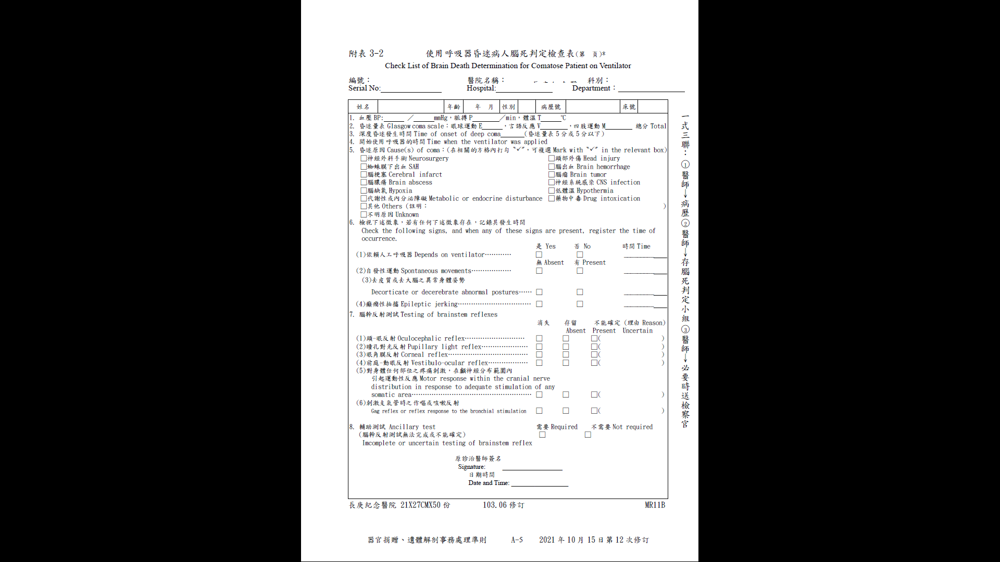 附表 3-2 使用呼吸器昏迷病人腦死判定檢查表(第 頁)*
Check List of Brain Death Determination for Comatose Patient on Ventilator
編號： 醫院名稱： 科別：
Serial No: Hospital: Department：
姓名 年齡 年 月 性別 病歷號 床號
1. 血壓 BP:______／______mmHg，脈搏 P________／min，體溫 T______℃
2. 昏迷量表 Glasgow coma scale：眼球運動 E______，言語反應 V________，四肢運動 M________ 總分 Total
3. 深度昏迷發生時間 Time of onset of deep coma_______(昏迷量表 5 分或 5 分以下)
4. 開始使用呼吸器的時間 Time when the ventilator was applied
5. 昏迷原因 Cause(s) of coma：(在相關的方格內打勾〝✓〞，可複選 Mark with〝✓〞in the relevant box)
□神經外科手術 Neurosurgery □頭部外傷 Head injury
□蜘蛛膜下出血 SAH □腦出血 Brain hemorrhage
□腦梗塞 Cerebral infarct □腦瘤 Brain tumor
□腦膿瘍 Brain abscess □神經系統感染 CNS infection
□腦缺氧 Hypoxia □低體溫 Hypothermia
□代謝性或內分泌障礙 Metabolic or endocrine disturbance □藥物中毒 Drug intoxication
□其他 Others (註明： )
□不明原因 Unknown
6. 檢視下述徵象，若有任何下述徵象存在，記錄其發生時間
Check the following signs, and when any of these signs are present, register the time of
occurrence.
是 Yes 否 No 時間 Time
(1)依賴人工呼吸器 Depends on ventilator………… □ □ ____________
無 Absent 有 Present
(2)自發性運動 Spontaneous movements……………… □ □ ____________
(3)去皮質或去大腦之異常身體姿勢
Decorticate or decerebrate abnormal postures…… □ □ ____________
(4)癲癇性抽搐 Epileptic jerking…………………………… □ □ ____________
7. 腦幹反射測試 Testing of brainstem reflexes
消失 存留 不能確定 (理由 Reason)
Absent Present Uncertain
(1)頭-眼反射 Oculocephalic reflex……………………… □ □ □( )
(2)瞳孔對光反射 Pupillary light reflex………………… □ □ □( )
(3)眼角膜反射 Corneal reflex……………………………… □ □ □( )
(4)前庭-動眼反射 Vestibulo-ocular reflex……………… □ □ □( )
(5)對身體任何部位之疼痛刺激，在顱神經分布範圍內
引起運動性反應 Motor response within the cranial nerve
distribution in response to adequate stimulation of any
somatic area……………………………………………… □ □ □( )
(6)刺激支氣管時之作嘔或咳嗽反射
Gag reflex or reflex response to the bronchial stimulation □ □ □( )
8. 輔助測試 Ancillary test 需要 Required 不需要 Not required
(腦幹反射測試無法完成或不能確定) □ □
Imcomplete or uncertain testing of brainstem reflex
原診治醫師簽名
Signature:
日期時間
Date and Time:
長庚紀念醫院 21X27CMX50 份 103.06 修訂 MR11B
一式三聯：①醫師→病歷②醫師→存腦死判定小組③醫師→必要時送檢察官
器官捐贈、遺體解剖事務處理準則 A-5 2021 年 10 月 15 日第 12 次修訂